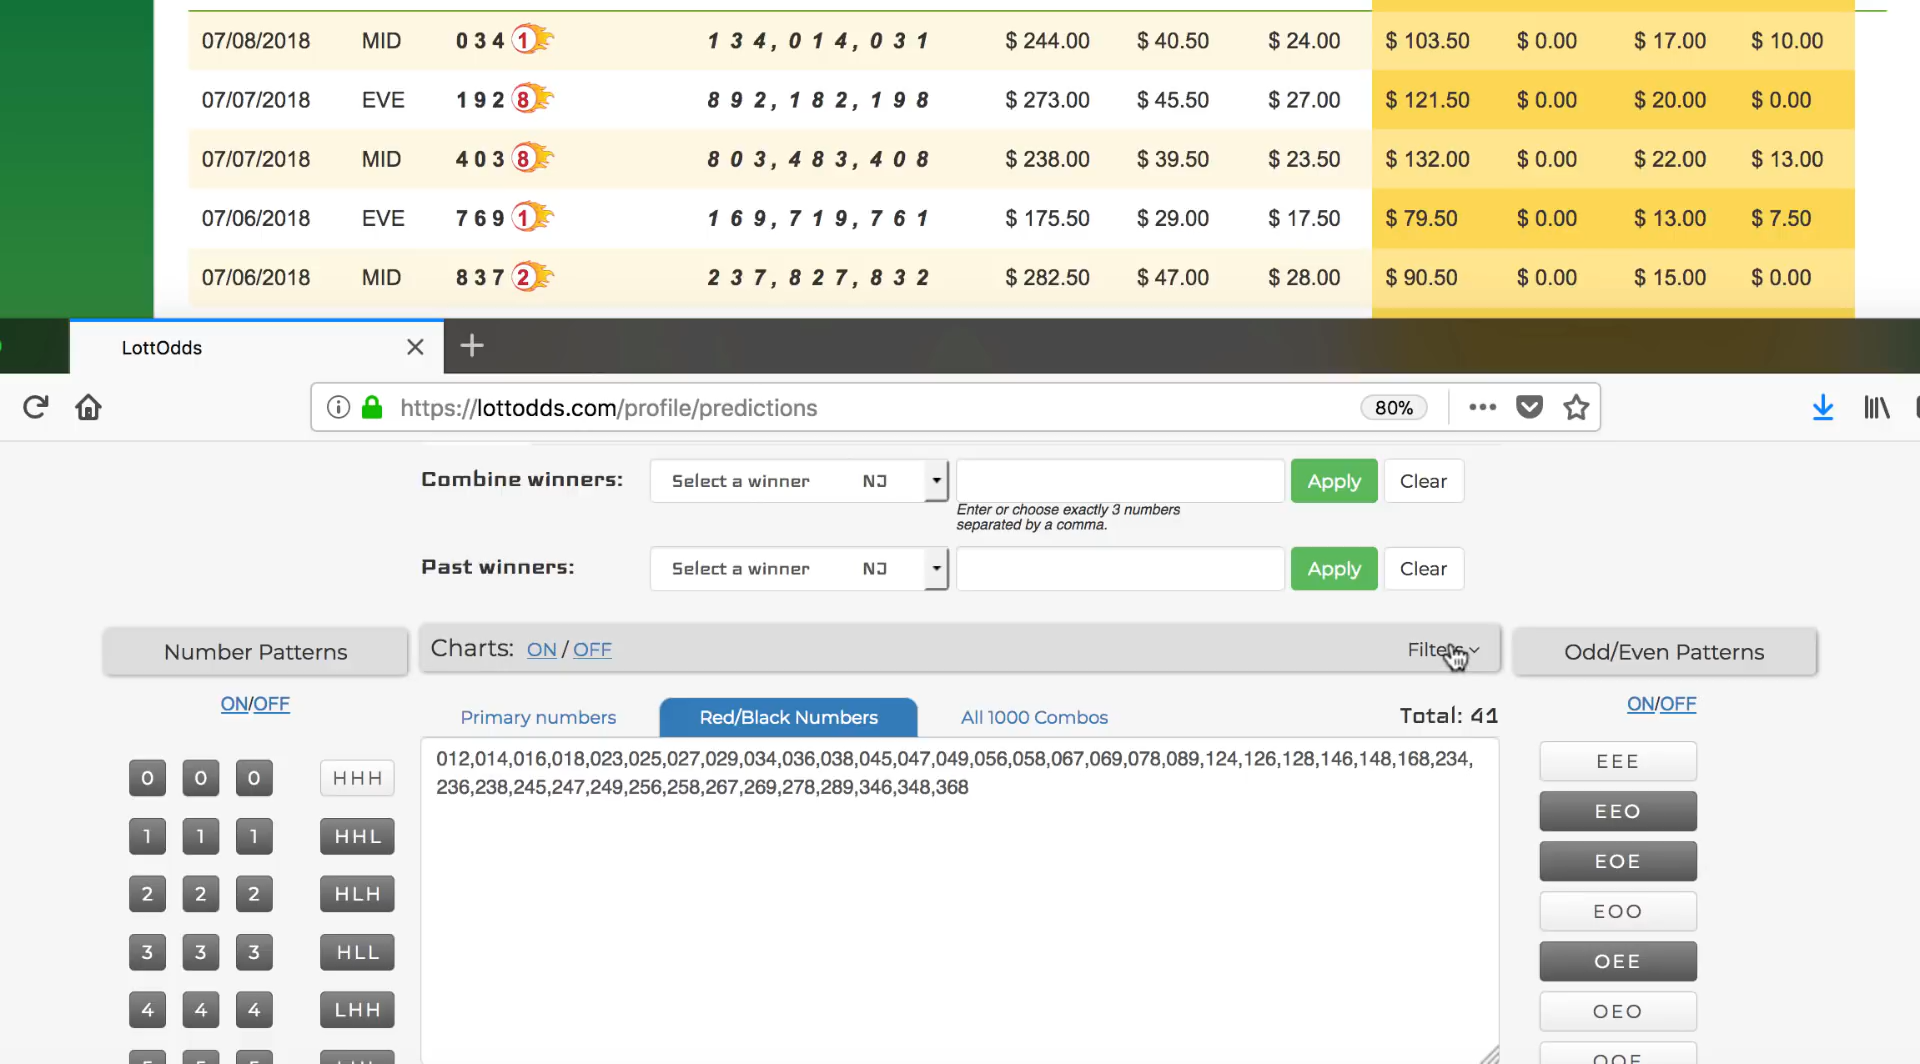 07/08/2018 MID 0 3 4 1 1 3 4 , 0 1 4 , 0 3 1 $ 244.00 $ 40.50 $ 24.00 $ 103.50 $ 0.00 $ 17.00 $ 10.00
07/07/2018 EVE 1 9 2 8 8 9 2 , 1 8 2 , 1 9 8 $ 273.00 $ 45.50 $ 27.00 $ 121.50 $ 0.00 $ 20.00 $ 0.00
07/07/2018 MID 4 0 3 8 8 0 3 , 4 8 3 , 4 0 8 $ 238.00 $ 39.50 $ 23.50 $ 132.00 $ 0.00 $ 22.00 $ 13.00
07/06/2018 EVE 7 6 9 1 1 6 9 , 7 1 9 , 7 6 1 $ 175.50 $ 29.00 $ 17.50 $ 79.50 $ 0.00 $ 13.00 $ 7.50
07/06/2018 MID 8 3 7 2 2 3 7 , 8 2 7 , 8 3 2 $ 282.50 $ 47.00 $ 28.00 $ 90.50 $ 0.00 $ 15.00 $ 0.00
LottOdds
https://lottodds.com/profile/predictions 80%
Combine winners: Select a winner NJ Apply Clear
Enter or choose exactly 3 numbers
separated by a comma.
Past winners: Select a winner NJ Apply Clear
Number Patterns Charts: ON / OFF Filters Odd/Even Patterns
ON/OFF ON/OFF
Primary numbers Red/Black Numbers All 1000 Combos Total: 41
012,014,016,018,023,025,027,029,034,036,038,045,047,049,056,058,067,069,078,089,124,126,128,146,148,168,234,
236,238,245,247,249,256,258,267,269,278,289,346,348,368
0 0 0 HHH EEE
1 1 1 HHL EEO
2 2 2 HLH EOE
EOO
3 3 3 HLL OEE
4 4 4 LHH OEO